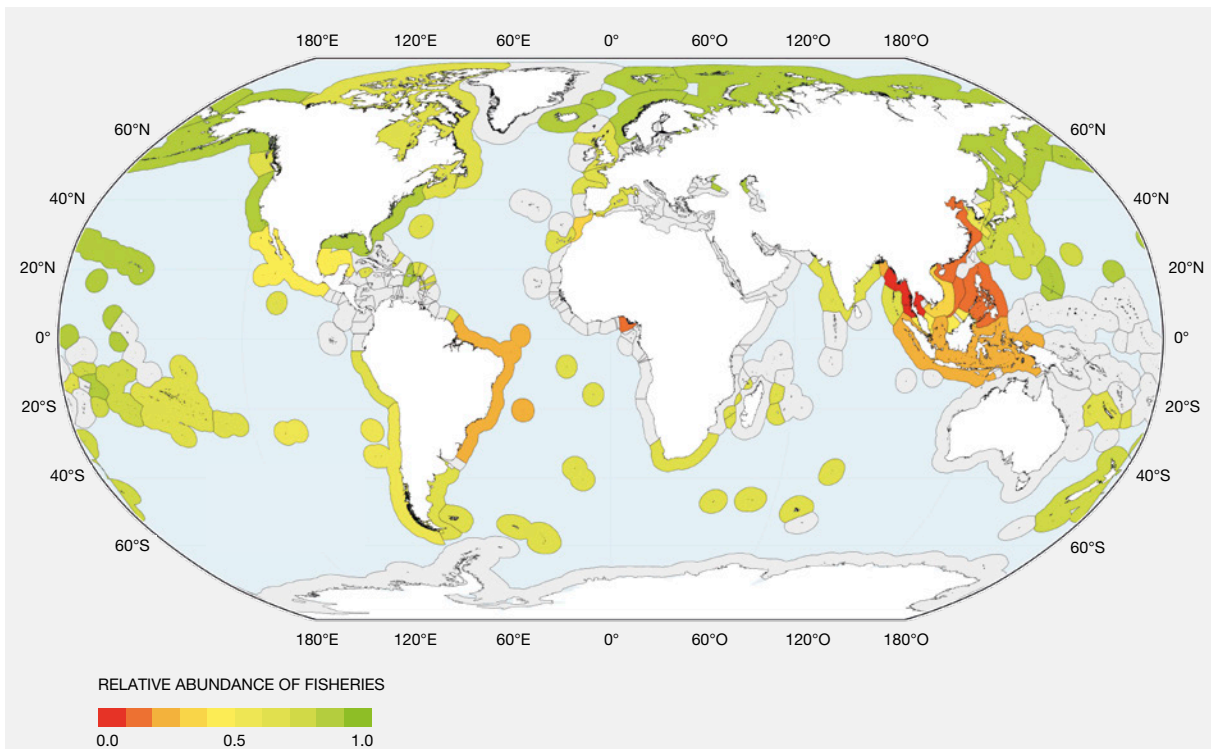 180°E 120°E 60°E 0° 60°O 120°O 180°O
60°N 60°N
40°N 40°N
20°N 20°N
0° 0°
20°S 20°S
40°S 40°S
60°S 60°S
180°E 120°E 60°E 0° 60°O 120°O 180°O
RELATIVE ABUNDANCE OF FISHERIES
0.0 0.5 1.0